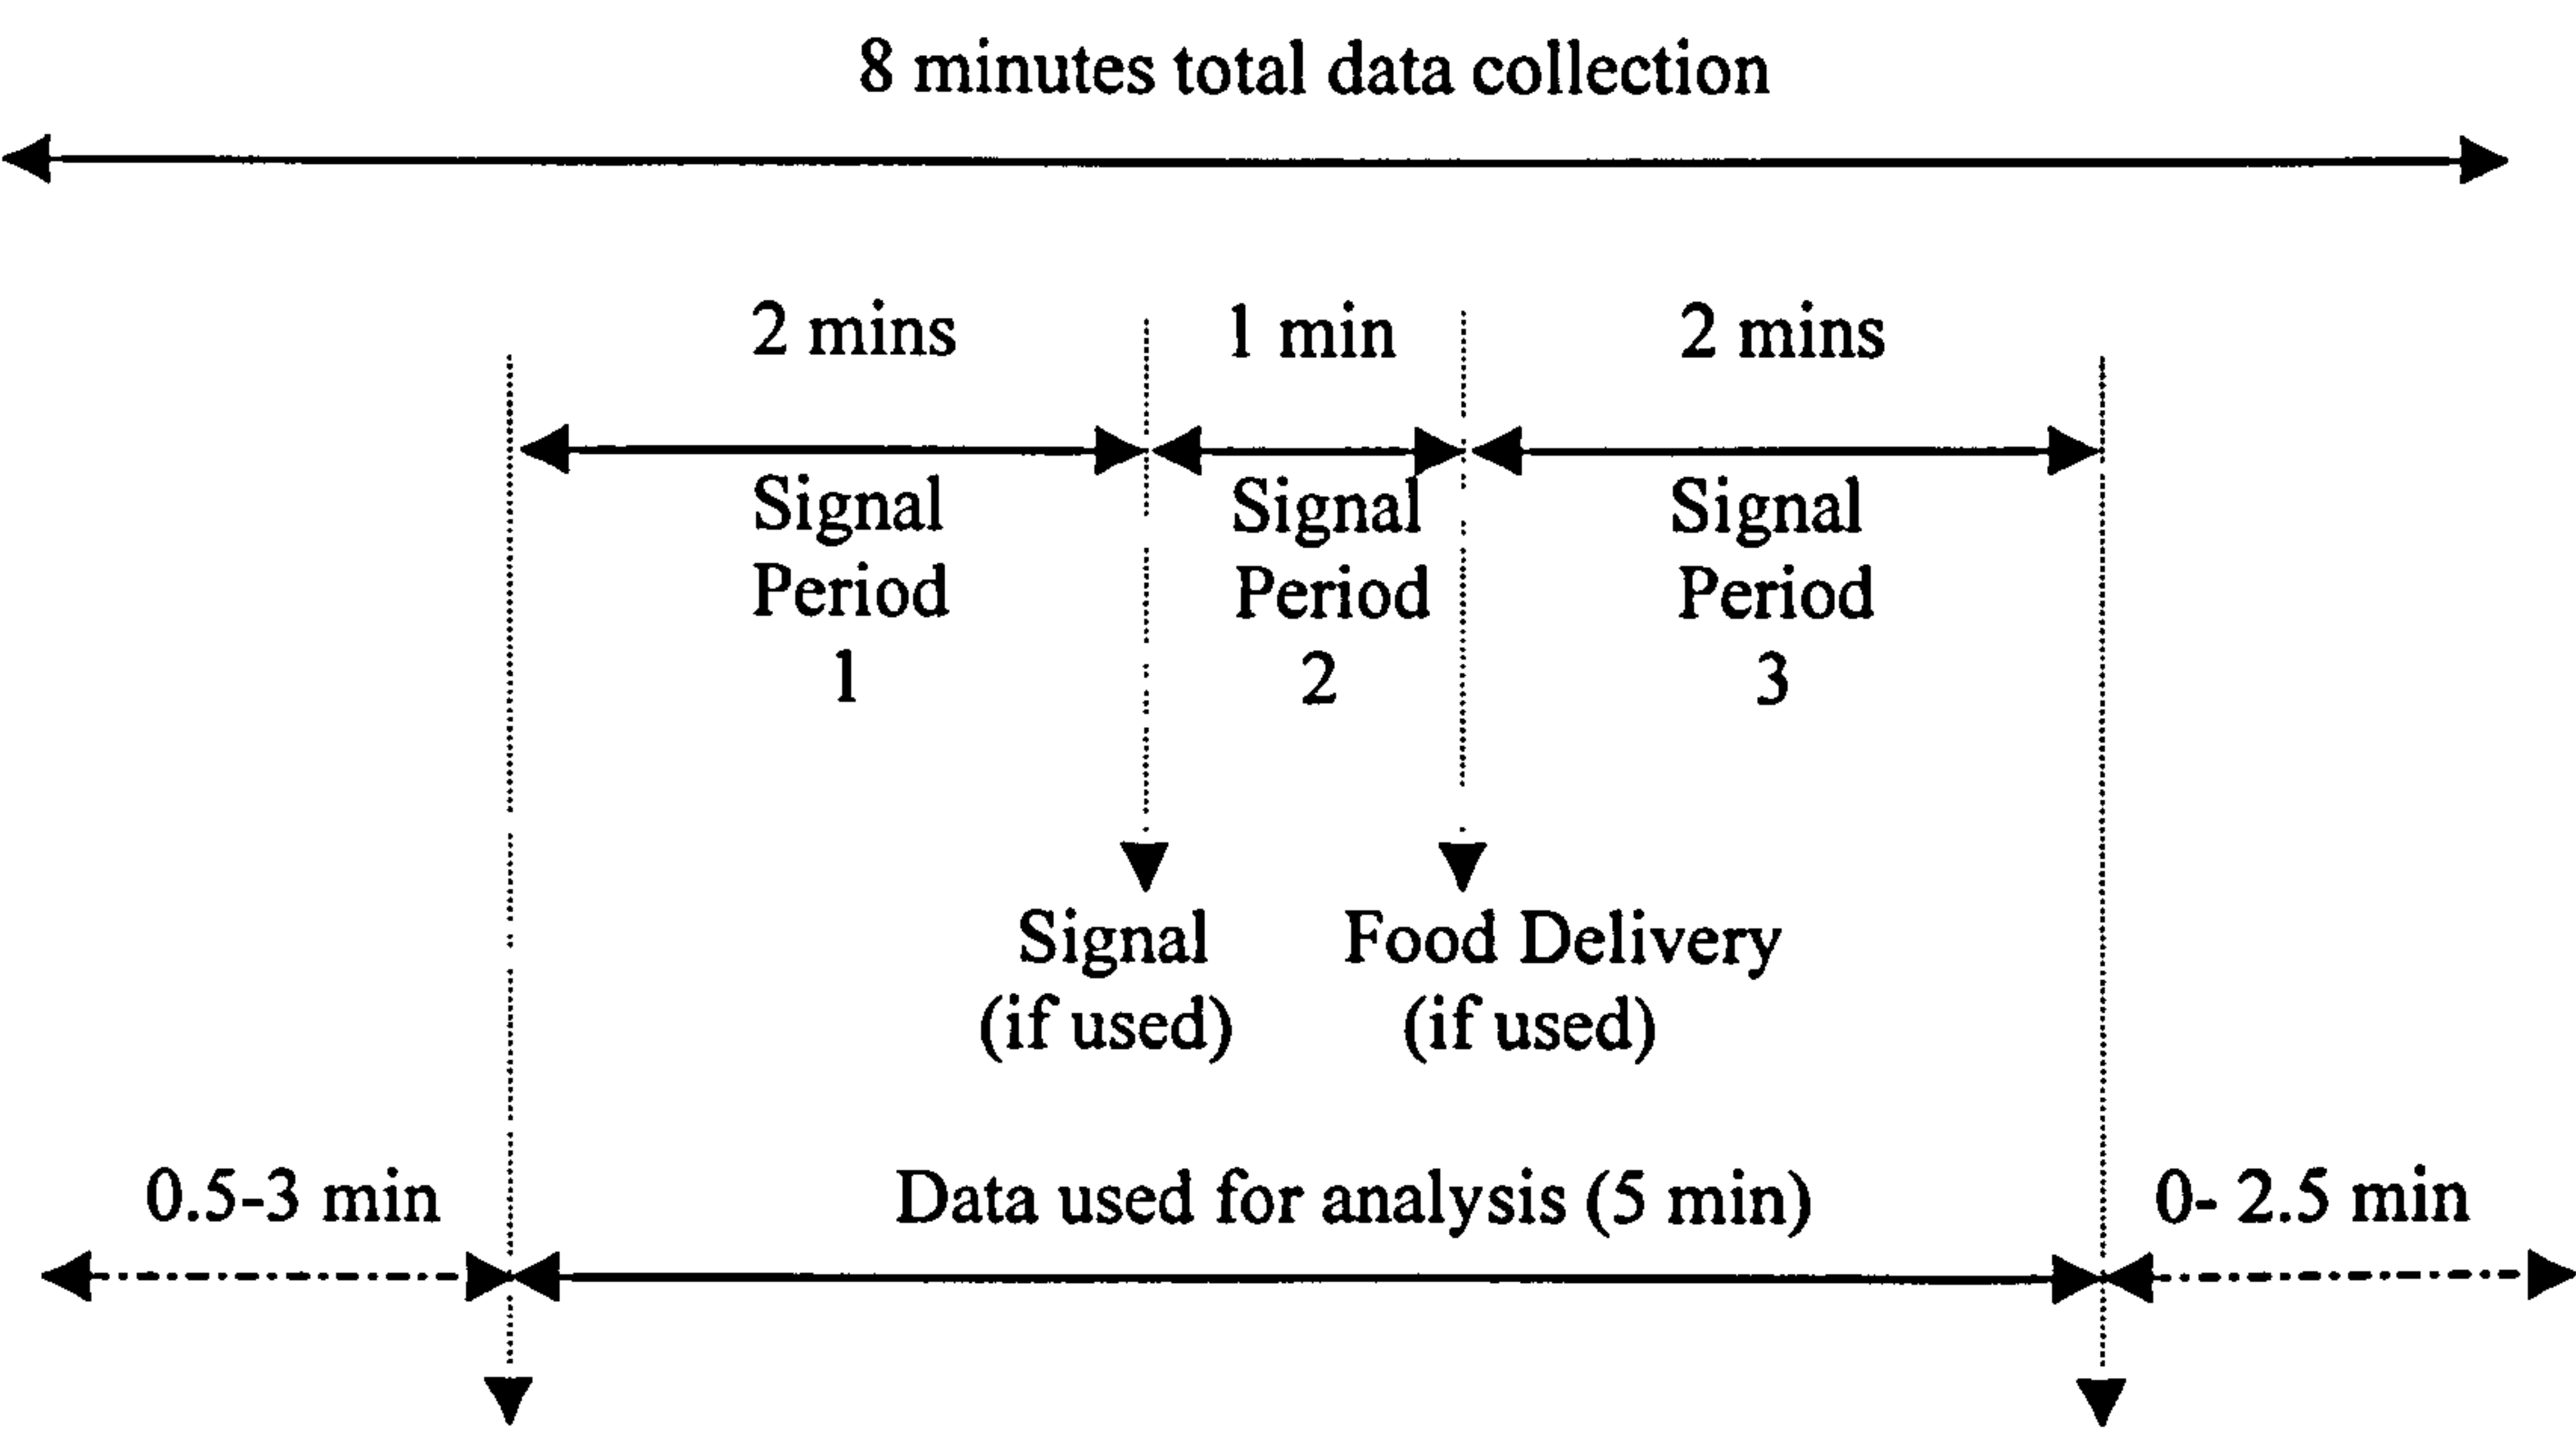 8 minutes total data collection
2 mins
1 min
2 mins
Signal
Period
1
Signal
Period
2
Signal
Period
3
Signal
(if used)
Food Delivery
(if used)
0.5-3 min
Data used for analysis (5 min)
0- 2.5 min